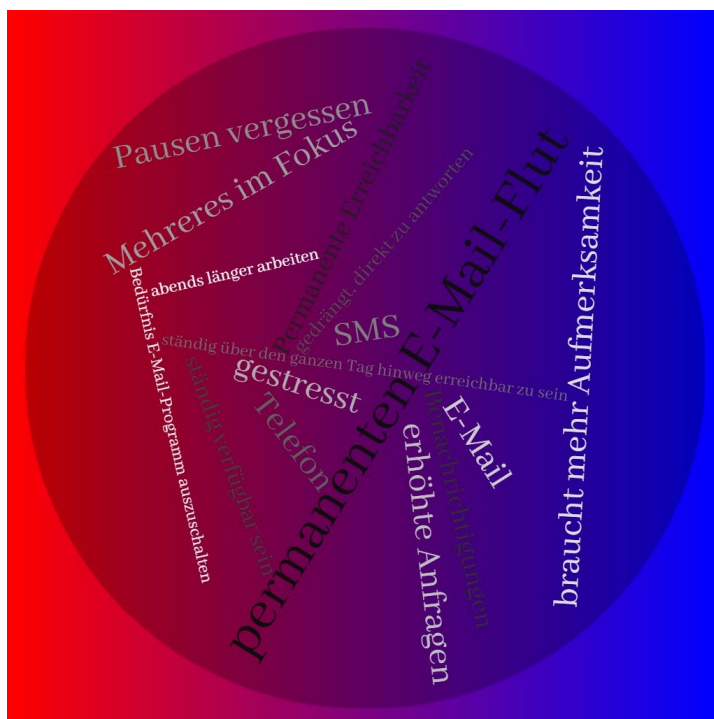 Pausen vergessen
Mehreres im Fokus
Permanente Erreichbarkeit
gedrängt, direkt zu antworten
permanenten E-Mail-Flut
braucht mehr Aufmerksamkeit
abends länger arbeiten
Bedürfnis E-Mail-Programm auszuschalten
SMS
ständig über den ganzen Tag hinweg erreichbar zu sein
ständig verfügbar sein
gestresst
Telefon
E-Mail
Benachrichtigungen
erhöhte Anfragen